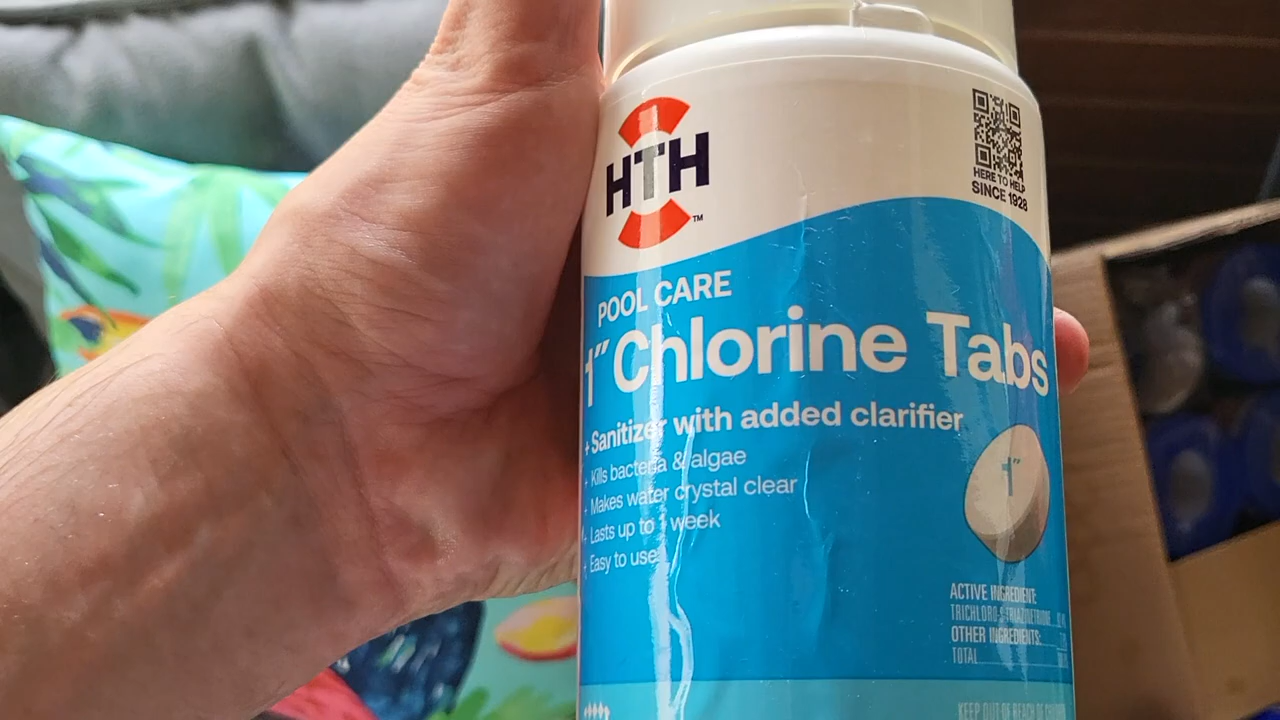 HTH
™
HERE TO HELP
SINCE 1928
POOL CARE
1" Chlorine Tabs
+ Sanitizer with added clarifier
+ Kills bacteria & algae
+ Makes water crystal clear
+ Lasts up to 1 week
+ Easy to use
1"
ACTIVE INGREDIENT:
TRICHLORO-S-TRIAZINETRIONE
OTHER INGREDIENTS:
TOTAL
KEEP OUT OF REACH OF